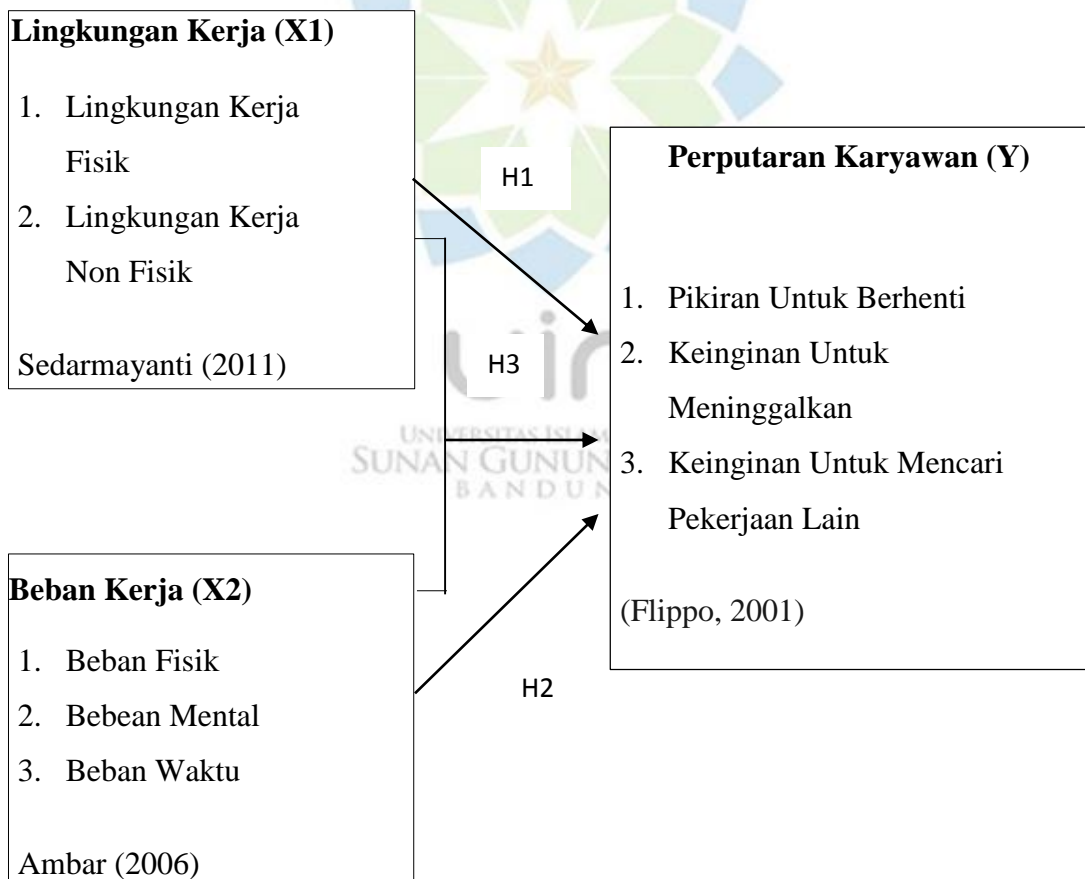 Lingkungan Kerja (X1)
1. Lingkungan Kerja
Fisik
2. Lingkungan Kerja
Non Fisik
Sedarmayanti (2011)
H1
H3
Perputaran Karyawan (Y)
1. Pikiran Untuk Berhenti
2. Keinginan Untuk
Meninggalkan
3. Keinginan Untuk Mencari
Pekerjaan Lain
(Flippo, 2001)
UNIVERSITAS ISLAM
SUNAN GUNUN
BANDUN
Beban Kerja (X2)
1. Beban Fisik
2. Bebean Mental
3. Beban Waktu
Ambar (2006)
H2